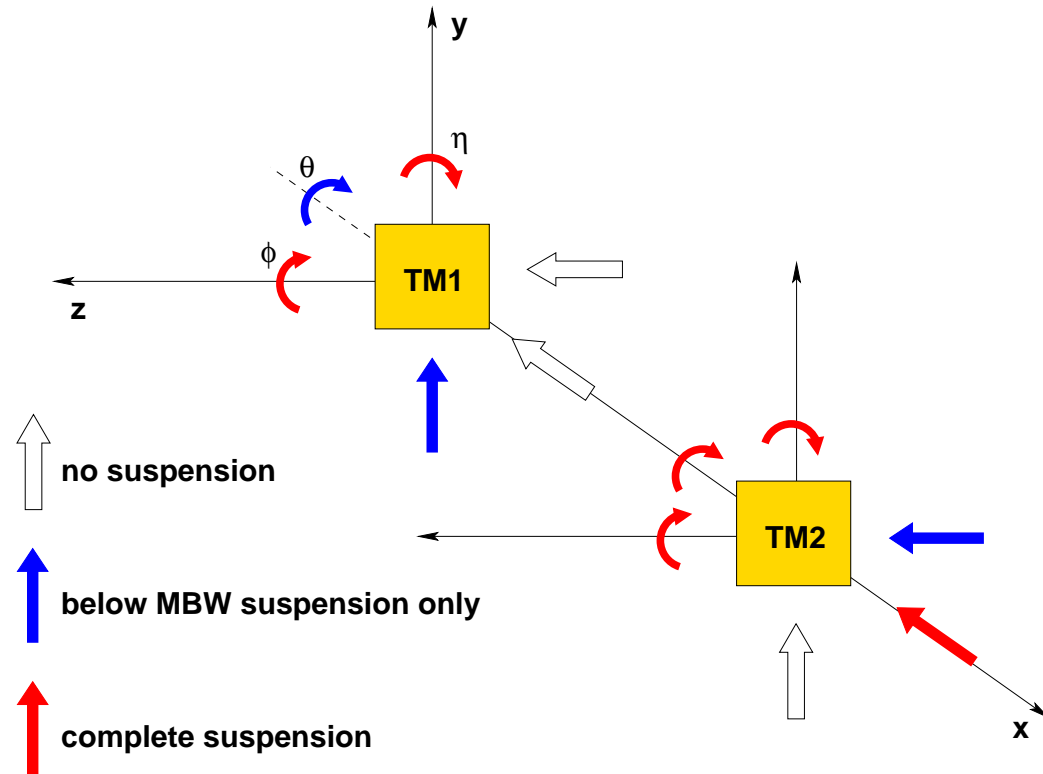 y
η
θ
ϕ
TM1
z
no suspension
TM2
below MBW suspension only
x
complete suspension